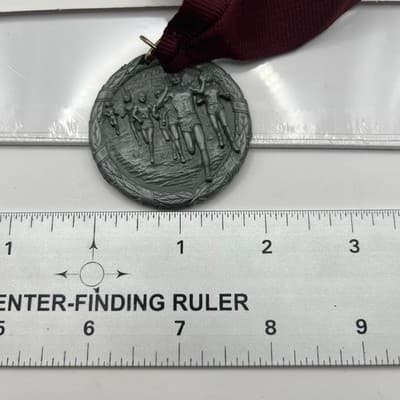 1 1 2 3
ENTER-FINDING RULER
5 6 7 8 9